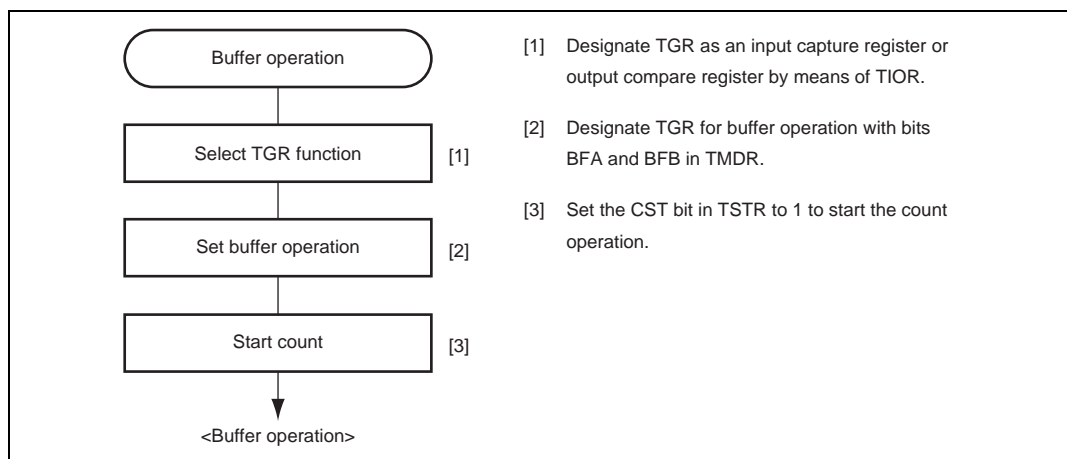 Buffer operation
Select TGR function
[1]
Set buffer operation
[2]
Start count
[3]
<Buffer operation>
[1] Designate TGR as an input capture register or
output compare register by means of TIOR.
[2] Designate TGR for buffer operation with bits
BFA and BFB in TMDR.
[3] Set the CST bit in TSTR to 1 to start the count
operation.